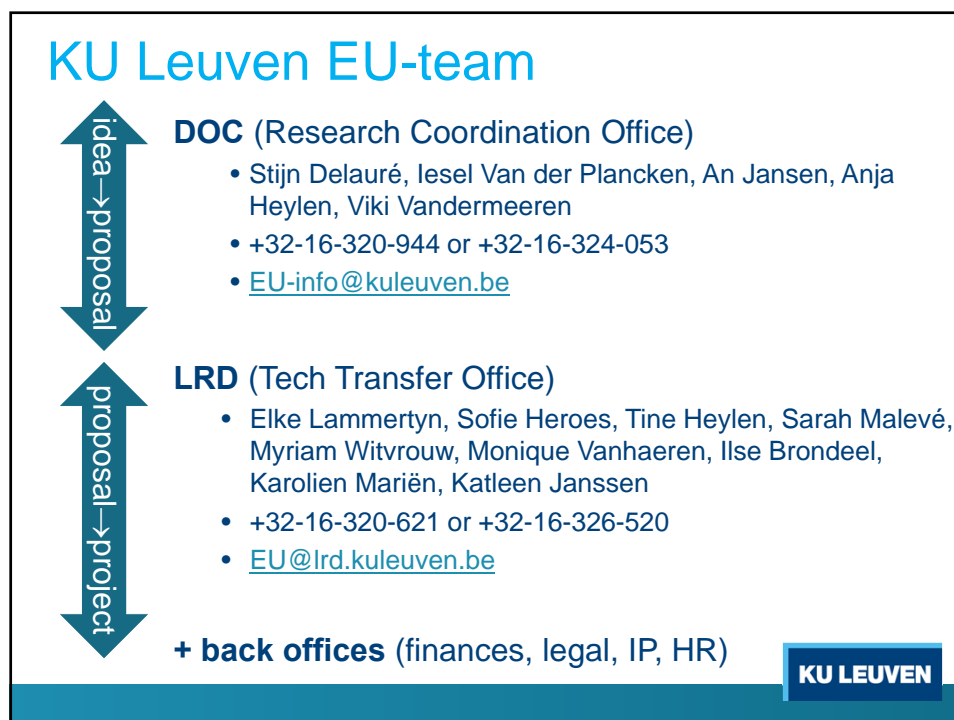 KU Leuven EU-team
idea→proposal
DOC (Research Coordination Office)
• Stijn Delauré, Iesel Van der Plancken, An Jansen, Anja
Heylen, Viki Vandermeeren
• +32-16-320-944 or +32-16-324-053
• EU-info@kuleuven.be
proposal→project
LRD (Tech Transfer Office)
• Elke Lammertyn, Sofie Heroes, Tine Heylen, Sarah Malevé,
Myriam Witvrouw, Monique Vanhaeren, Ilse Brondeel,
Karolien Mariën, Katleen Janssen
• +32-16-320-621 or +32-16-326-520
• EU@lrd.kuleuven.be
+ back offices (finances, legal, IP, HR)
KU LEUVEN